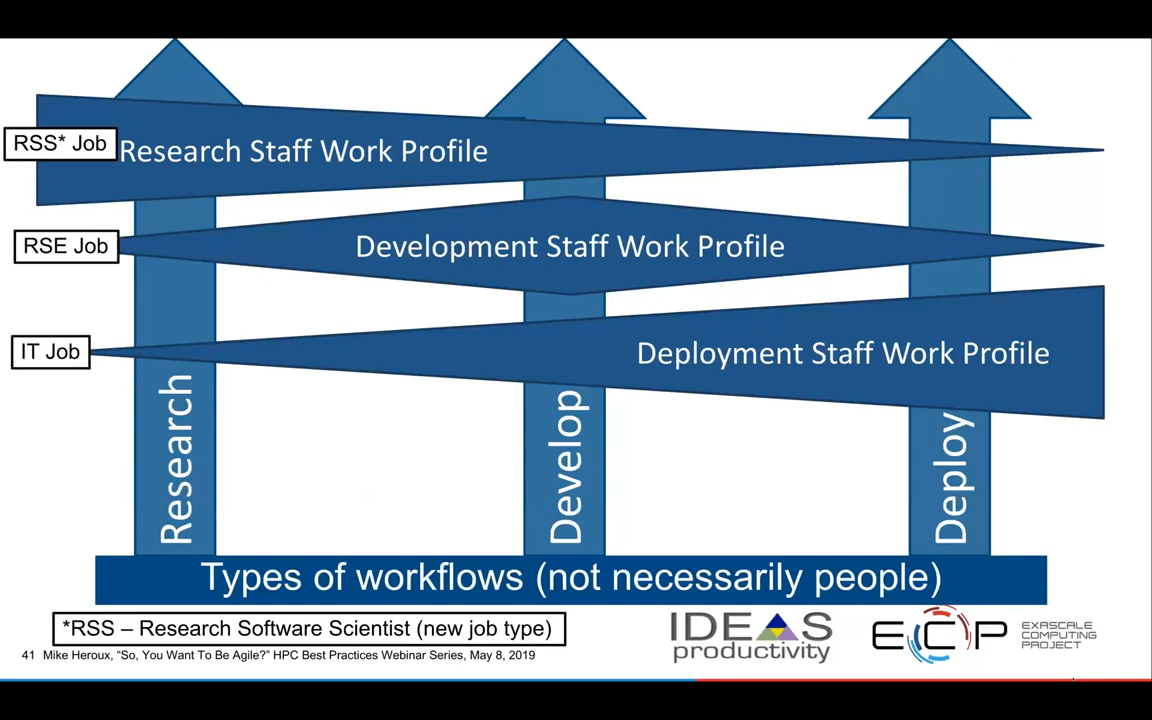 RSS* Job
Research Staff Work Profile
RSE Job
Development Staff Work Profile
IT Job
Deployment Staff Work Profile
Research
Develop
Deploy
Types of workflows (not necessarily people)
*RSS – Research Software Scientist (new job type)
41 Mike Heroux, "So, You Want To Be Agile?" HPC Best Practices Webinar Series, May 8, 2019
IDEAS
productivity
ECP
EXASCALE
COMPUTING
PROJECT